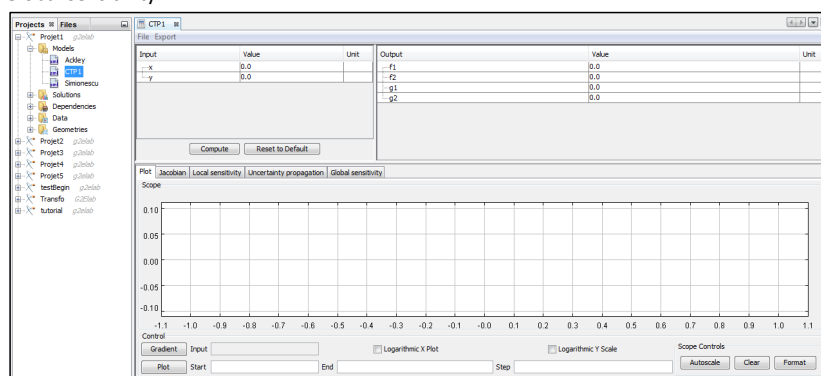 Projects Files
Projet1 g2elab
Models
Ackley
CTP1
Simionescu
Solutions
Dependencies
Data
Geometries
Projet2 g2elab
Projet3 g2elab
Projet4 g2elab
Projet5 g2elab
testBegin g2elab
Transfo G2Elab
tutorial g2elab
CTP1
File Export
Input Value Unit
x 0.0
y 0.0
Compute Reset to Default
Output Value Unit
f1 0.0
f2 0.0
g1 0.0
g2 0.0
Plot Jacobian Local sensitivity Uncertainty propagation Global sensitivity
Scope
0.10
0.05
0.00
-0.05
-0.10
-1.1 -1.0 -0.9 -0.8 -0.7 -0.6 -0.5 -0.4 -0.3 -0.2 -0.1 -0.0 0.1 0.2 0.3 0.4 0.5 0.6 0.7 0.8 0.9 1.0 1.1
Control
Gradient Input Logarithmic X Plot Logarithmic Y Scale
Plot Start End Step
Scope Controls
Autoscale Clear Format